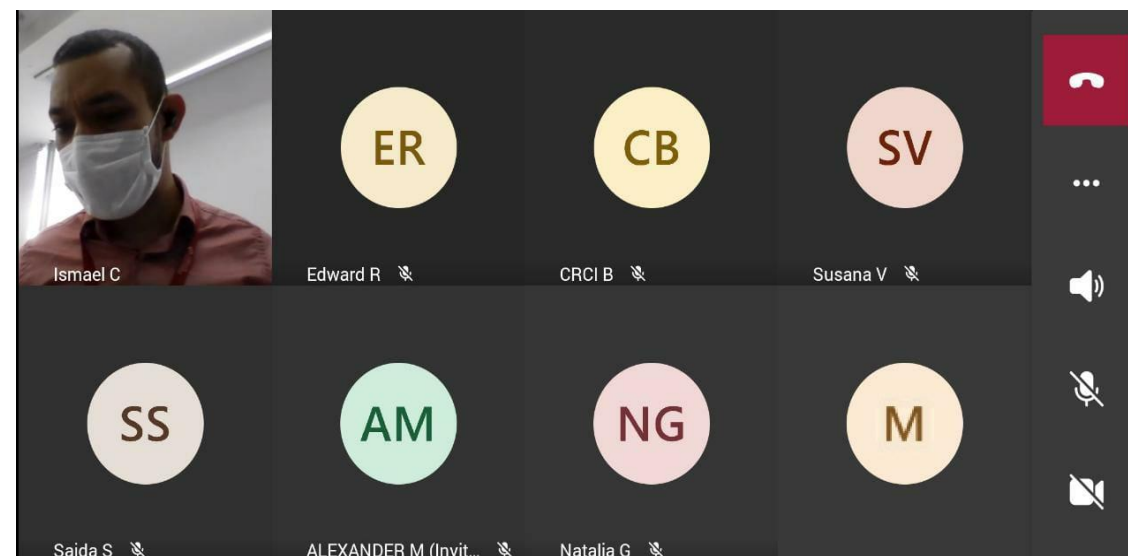 ER
CB
SV
Ismael C
Edward R
CRCI B
Susana V
SS
AM
NG
M
Saida S
ALEXANDER M (Invit...
Natalia G